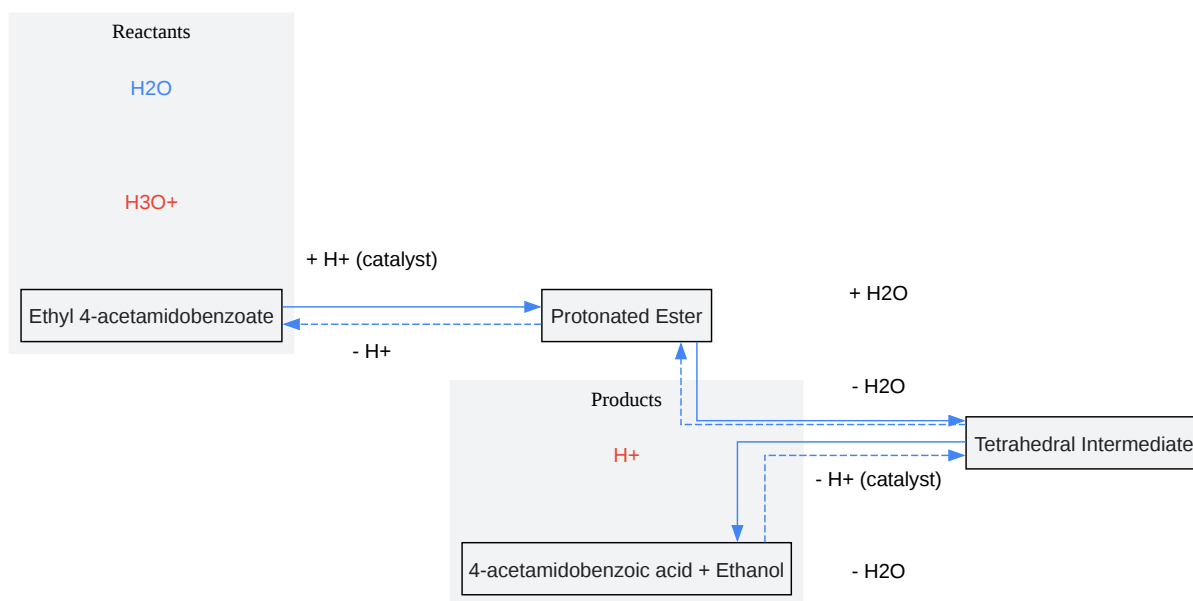 Reactants
H2O
H3O+
+ H+ (catalyst)
Ethyl 4-acetamidobenzoate
Protonated Ester
+ H2O
- H+
- H2O
Products
Tetrahedral Intermediate
H+
- H+ (catalyst)
4-acetamidobenzoic acid + Ethanol
- H2O